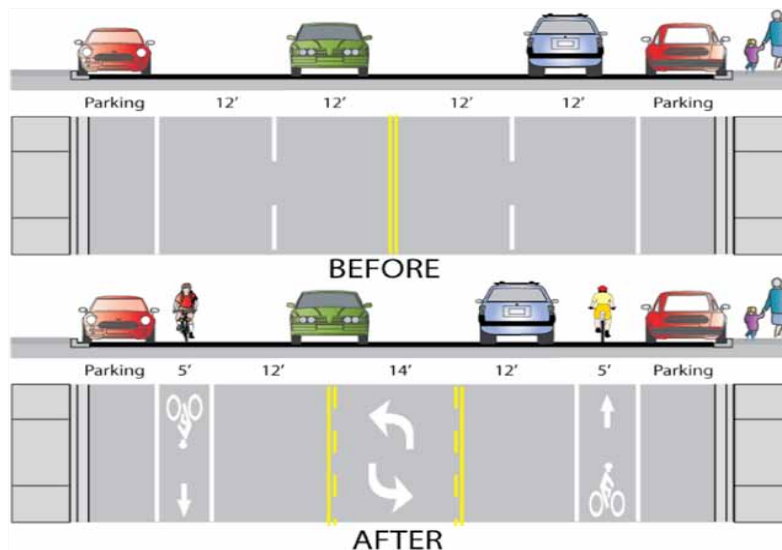 Parking 12’ 12’ 12’ 12’ Parking
BEFORE
Parking 5’ 12’ 14’ 12’ 5’ Parking
AFTER